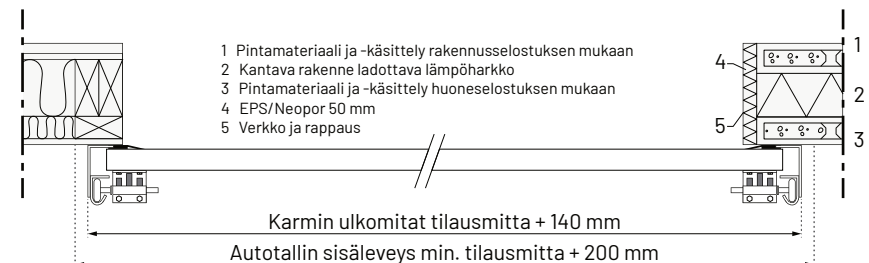 1 Pintamateriaali ja -käsittely rakennusselostuksen mukaan
2 Kantava rakenne ladottava lämpöharkko
3 Pintamateriaali ja -käsittely huoneselostuksen mukaan
4 EPS/Neopor 50 mm
5 Verkko ja rappaus
1
4
2
5
3
Karmin ulkomitat tilausmitta + 140 mm
Autotallin sisäleveys min. tilausmitta + 200 mm